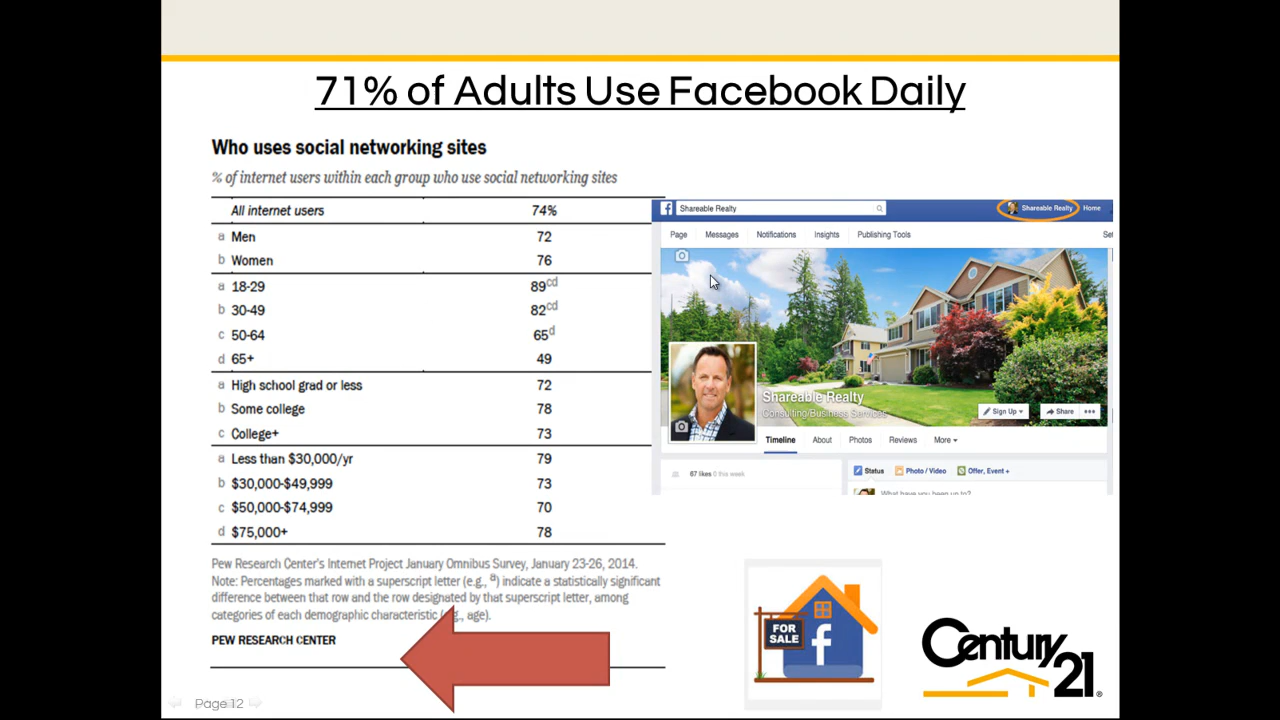 71% of Adults Use Facebook Daily
Who uses social networking sites
% of internet users within each group who use social networking sites
All internet users 74%
a Men 72
b Women 76
a 18-29 89cd
b 30-49 82cd
c 50-64 65d
d 65+ 49
a High school grad or less 72
b Some college 78
c College+ 73
a Less than $30,000/yr 79
b $30,000-$49,999 73
c $50,000-$74,999 70
d $75,000+ 78
Pew Research Center's Internet Project January Omnibus Survey, January 23-26, 2014.
Note: Percentages marked with a superscript letter (e.g., a) indicate a statistically significant
difference between that row and the row designated by that superscript letter, among
categories of each demographic characteristic (e.g., age).
PEW RESEARCH CENTER
f Shareable Realty Shareable Realty Home
Page Messages Notifications Insights Publishing Tools Set
Shareable Realty
Consulting/Business Services
Sign Up Share
Timeline About Photos Reviews More
67 likes 0 this week
Status Photo / Video Offer, Event +
What have you been up to?
FOR
SALE
f
Century
21
®
Page 12